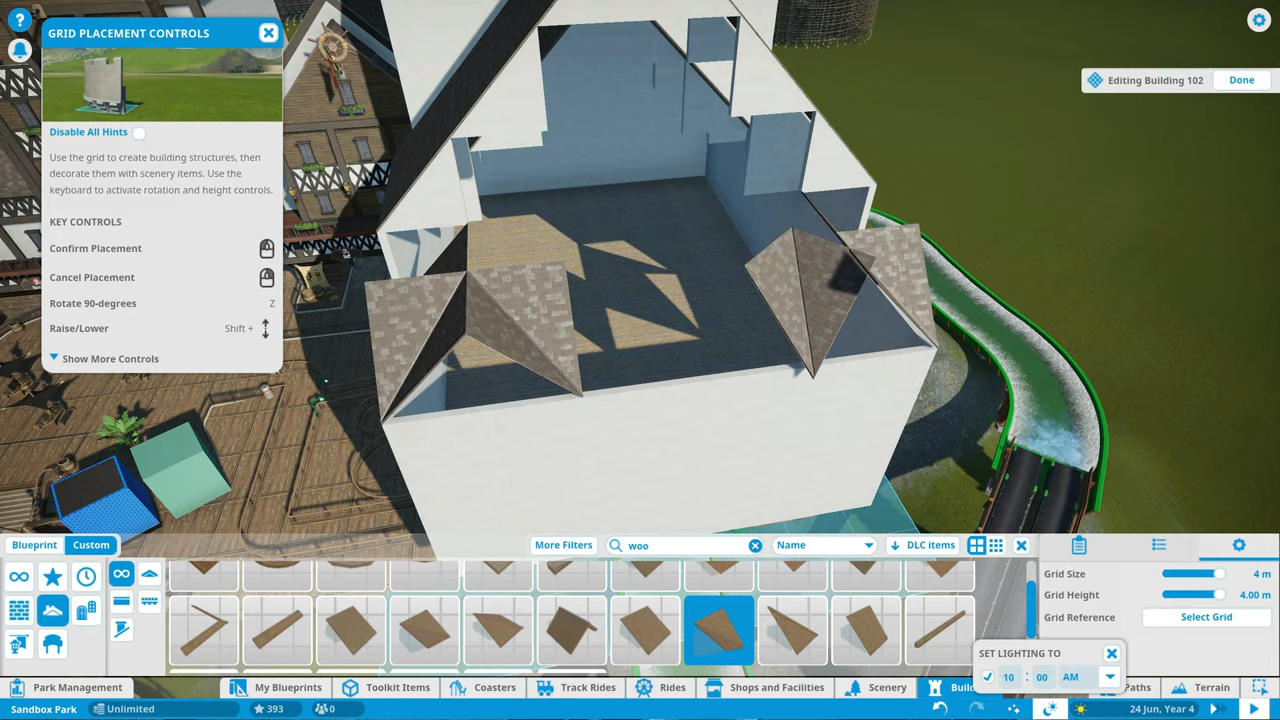 GRID PLACEMENT CONTROLS
Disable All Hints
Use the grid to create building structures, then
decorate them with scenery items. Use the
keyboard to activate rotation and height controls.
KEY CONTROLS
Confirm Placement
Cancel Placement
Rotate 90-degrees Z
Raise/Lower Shift +
Show More Controls
Editing Building 102 Done
Blueprint Custom More Filters woo Name DLC items
Grid Size 4 m
Grid Height 4.00 m
Grid Reference Select Grid
SET LIGHTING TO
10 : 00 AM
Park Management My Blueprints Toolkit Items Coasters Track Rides Rides Shops and Facilities Scenery Terrain
Sandbox Park Unlimited 393 0 24 Jun, Year 4